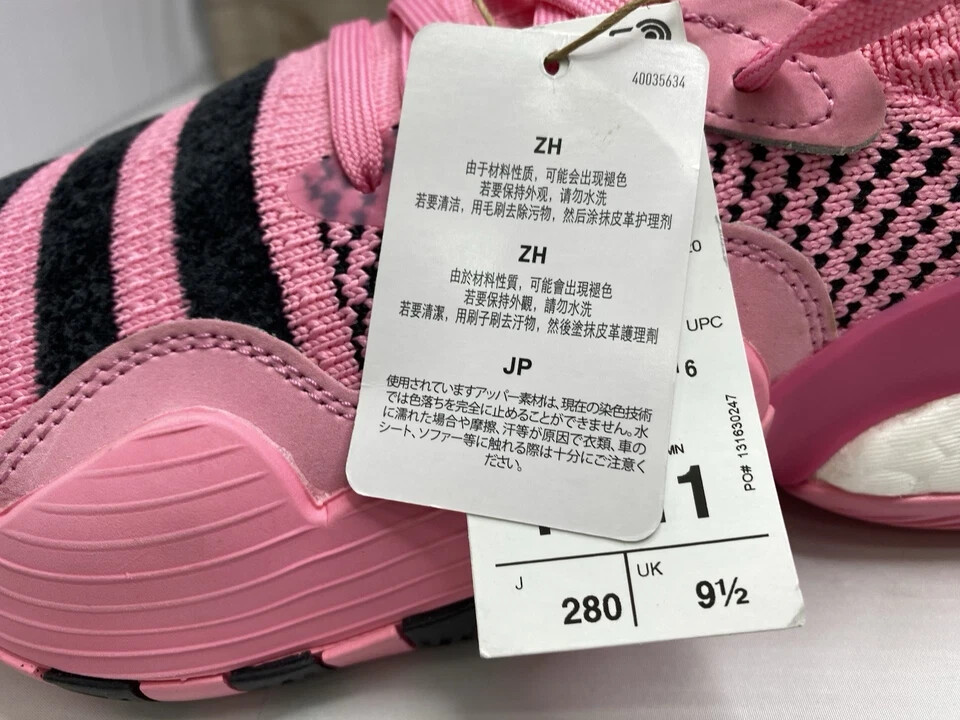 40035634
ZH
由于材料性质，可能会出现褪色
若要保持外观，请勿水洗
若要清洁，用毛刷去除污物，然后涂抹皮革护理剂
ZH
由於材料性質，可能會出現褪色
若要保持外觀，請勿水洗
若要清潔，用刷子刷去汙物，然後塗抹皮革護理劑
JP
使用されていますアッパー素材は、現在の染色技術
では色落ちを完全に止めることができません。水
に濡れた場合や摩擦、汗等が原因で衣類、車の
シート、ソファー等に触れる際は十分にご注意く
ださい。
20
UPC
6
MN
1
PO# 131630247
J
280
UK
9½